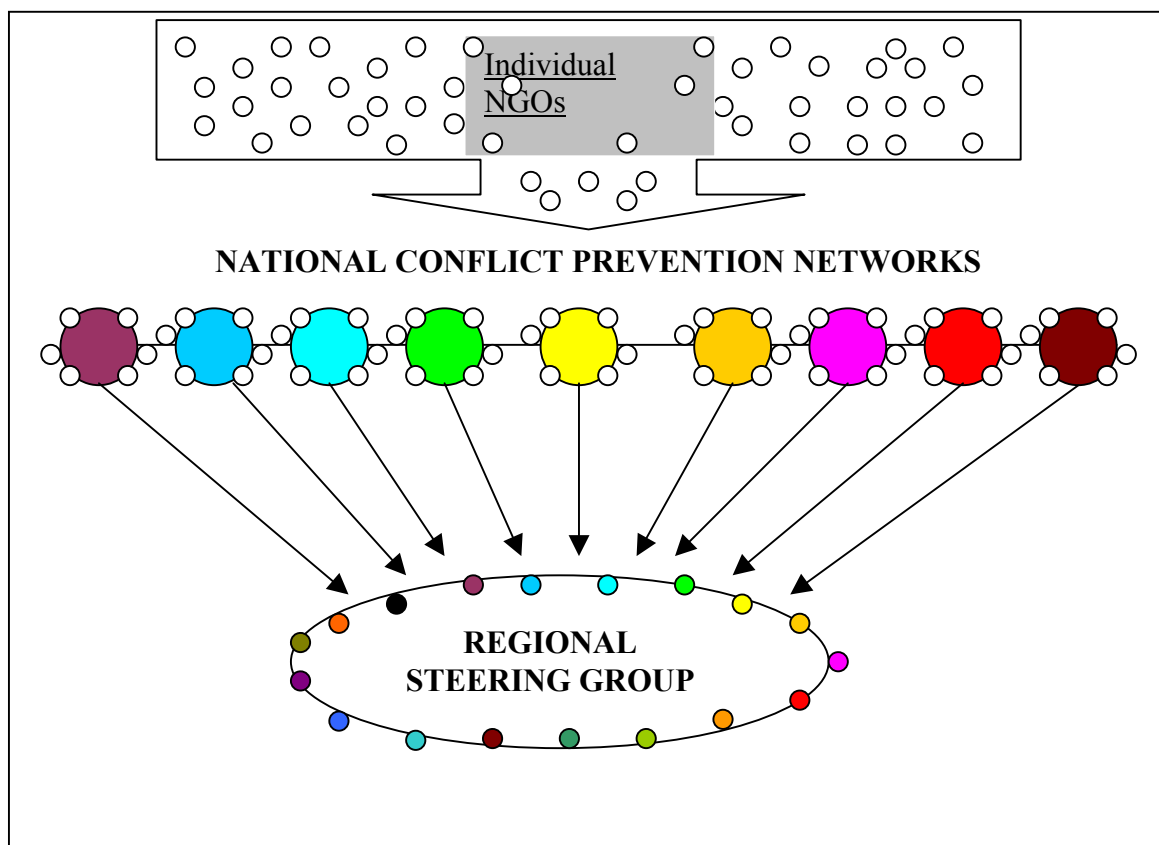 Individual
NGOs
NATIONAL CONFLICT PREVENTION NETWORKS
REGIONAL
STEERING GROUP